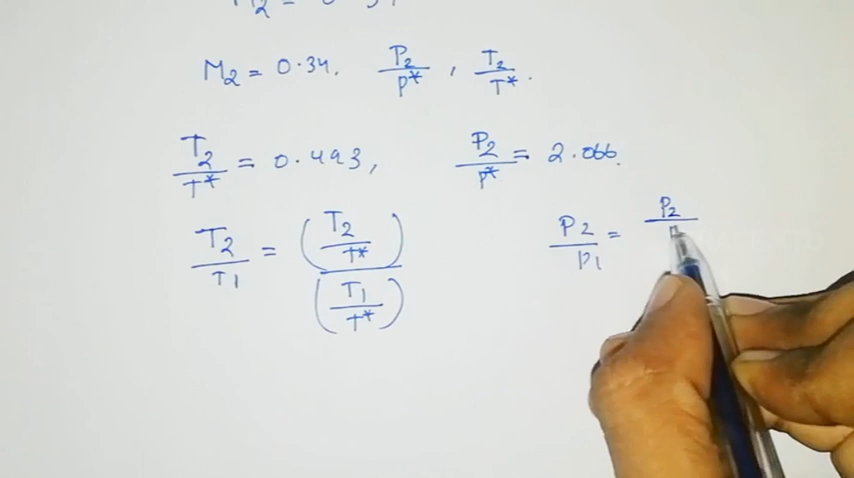 M₂ = 0.34, P₂/P*, T₂/T*.
T₂/T* = 0.493, P₂/P* = 2.066.
T₂/T₁ = (T₂/T*)/(T₁/T*) P₂/P₁ = P₂/